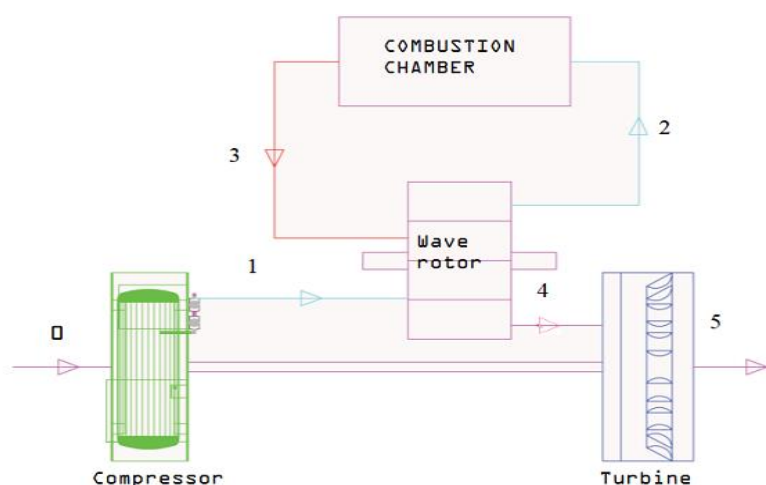 COMBUSTION
CHAMBER
3
2
Wave
rotor
1
4
0
5
Compressor
Turbine